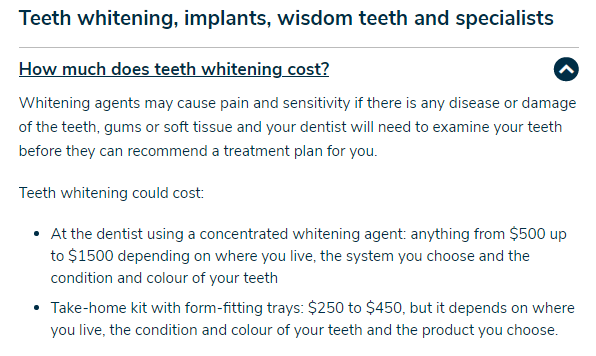 Teeth whitening, implants, wisdom teeth and specialists
How much does teeth whitening cost?
Whitening agents may cause pain and sensitivity if there is any disease or damage
of the teeth, gums or soft tissue and your dentist will need to examine your teeth
before they can recommend a treatment plan for you.
Teeth whitening could cost:
• At the dentist using a concentrated whitening agent: anything from $500 up
to $1500 depending on where you live, the system you choose and the
condition and colour of your teeth
• Take-home kit with form-fitting trays: $250 to $450, but it depends on where
you live, the condition and colour of your teeth and the product you choose.